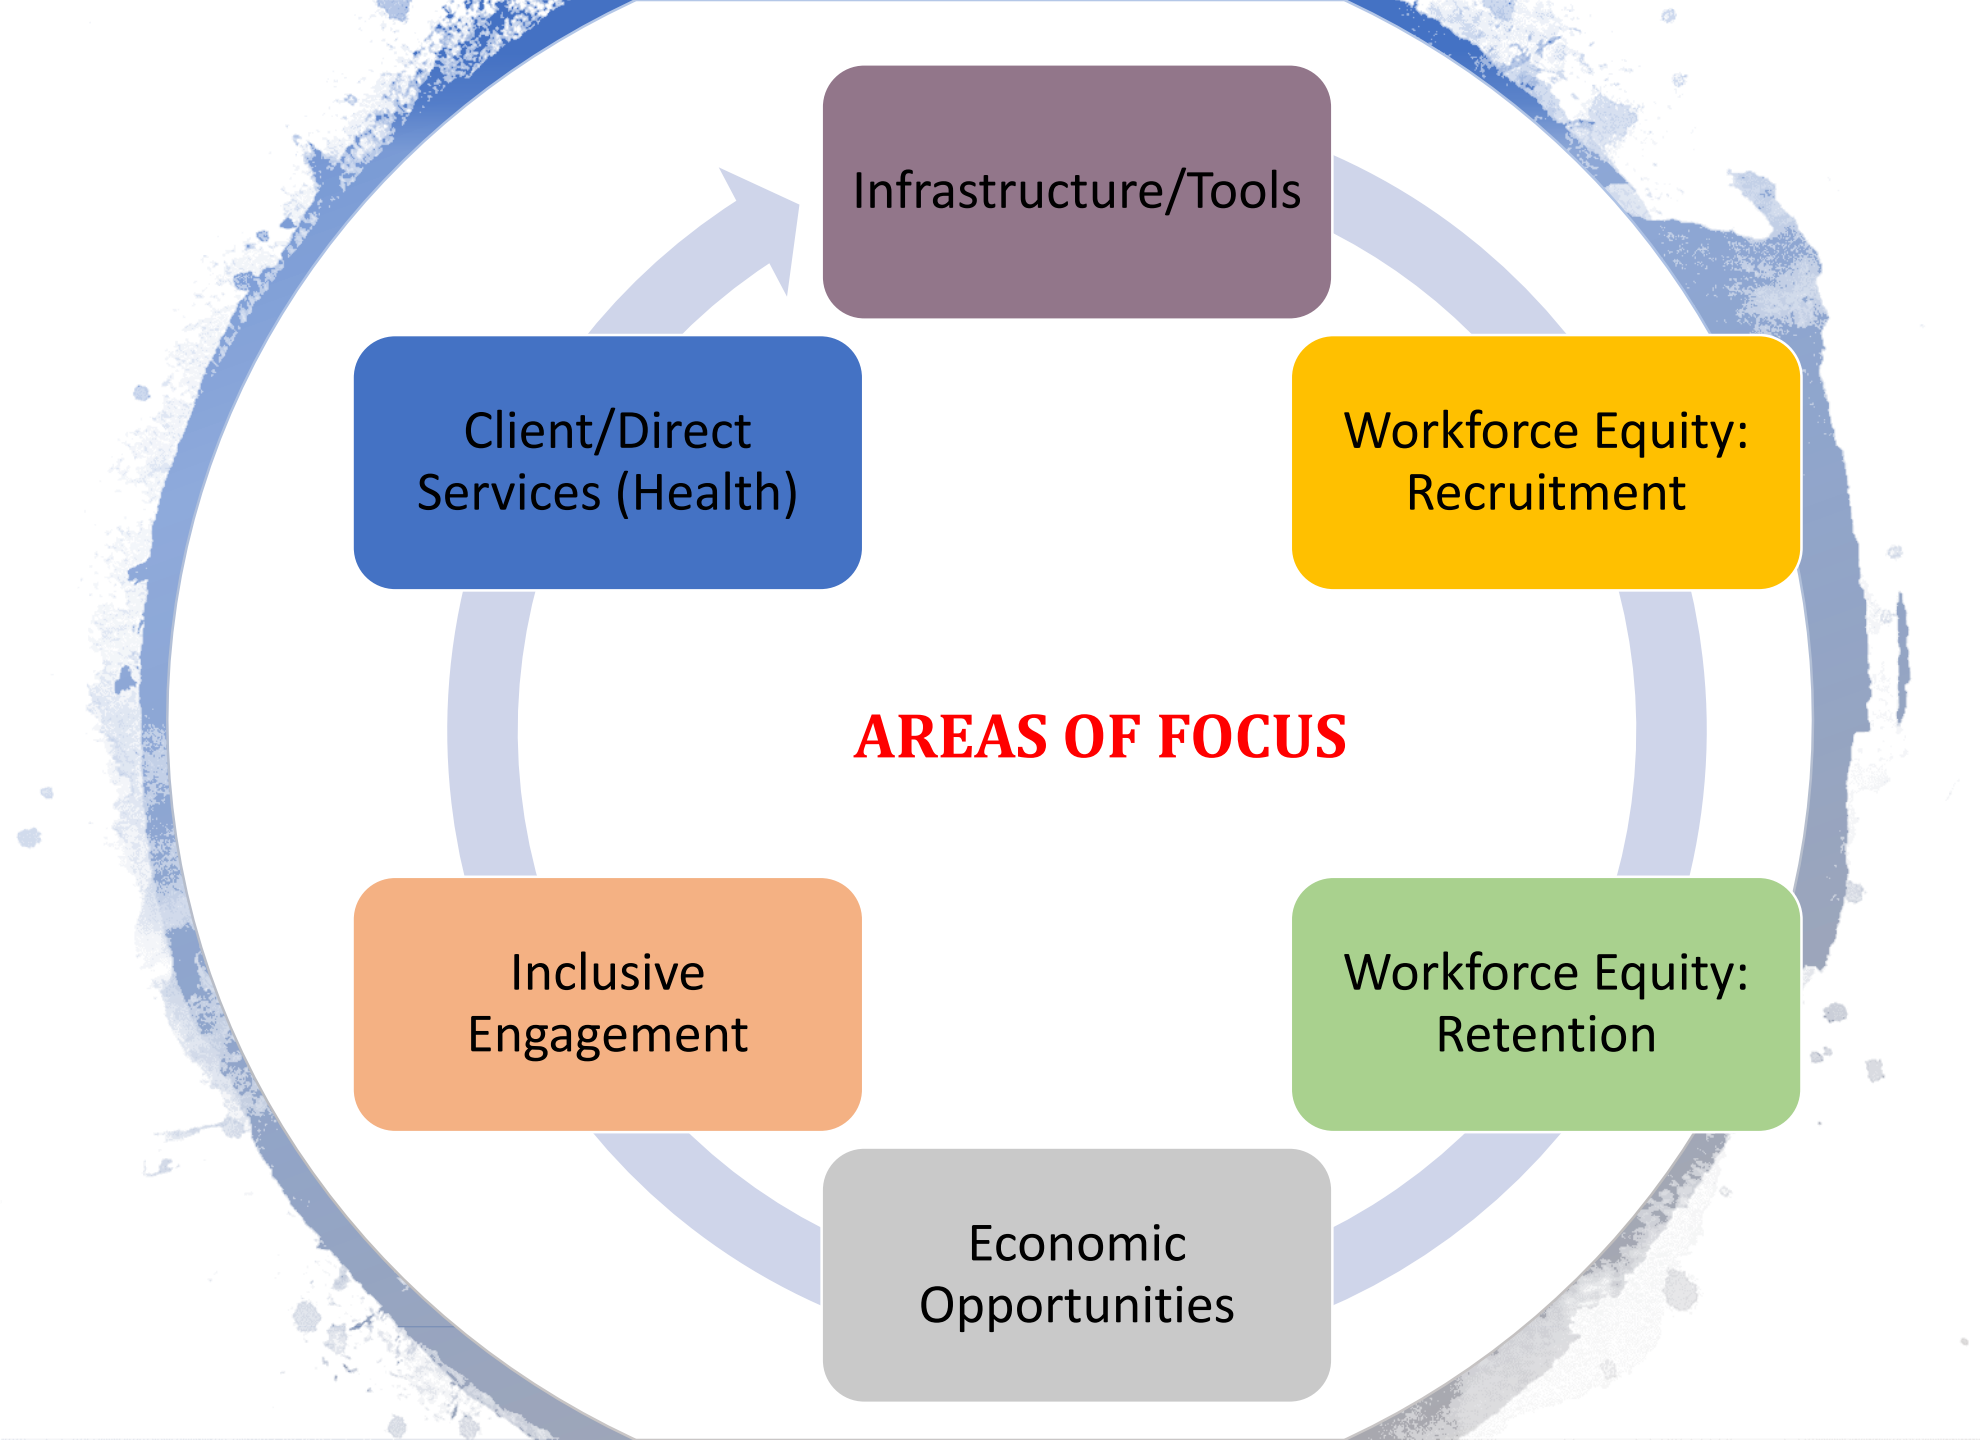 Infrastructure/Tools
Workforce Equity:
Recruitment
Workforce Equity:
Retention
Economic
Opportunities
Inclusive
Engagement
Client/Direct
Services (Health)
AREAS OF FOCUS